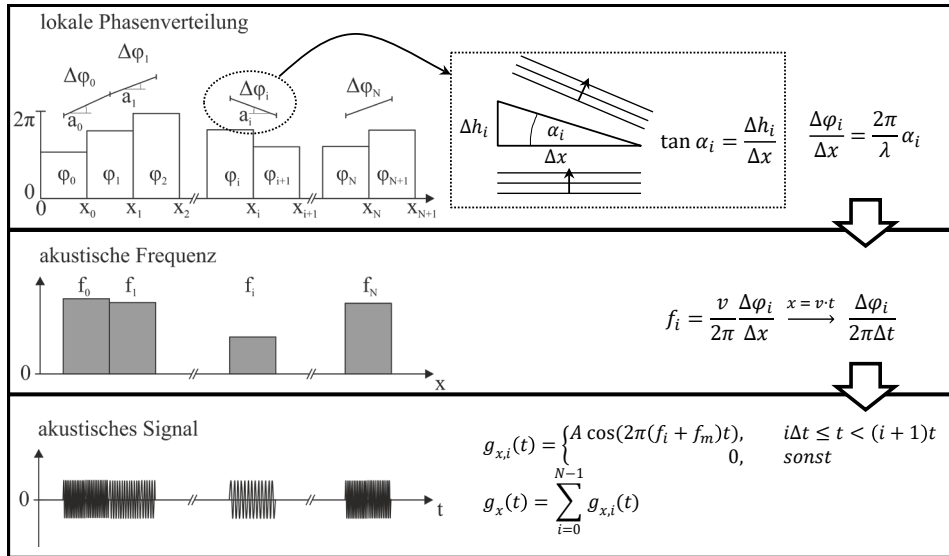 lokale Phasenverteilung
Δφ₀ Δφ₁ Δφᵢ Δφ_N
a₀ a₁ aᵢ
2π
φ₀ φ₁ φ₂ φᵢ φᵢ₊₁ φ_N φ_N+1
0
0 x₀ x₁ x₂ xᵢ xᵢ₊₁ x_N x_N+1
Δhᵢ αᵢ Δx
tan αᵢ = Δhᵢ/Δx
Δφᵢ/Δx = 2π/λ αᵢ
akustische Frequenz
f₀ f₁ fᵢ f_N
0 x
fᵢ = v/2π Δφᵢ/Δx x = v·t → Δφᵢ/2πΔt
akustisches Signal
0 t
g_x,i(t) = { A cos(2π(fᵢ + f_m)t), iΔt ≤ t < (i + 1)t
0, sonst
g_x(t) = ∑_{i=0}^{N−1} g_x,i(t)